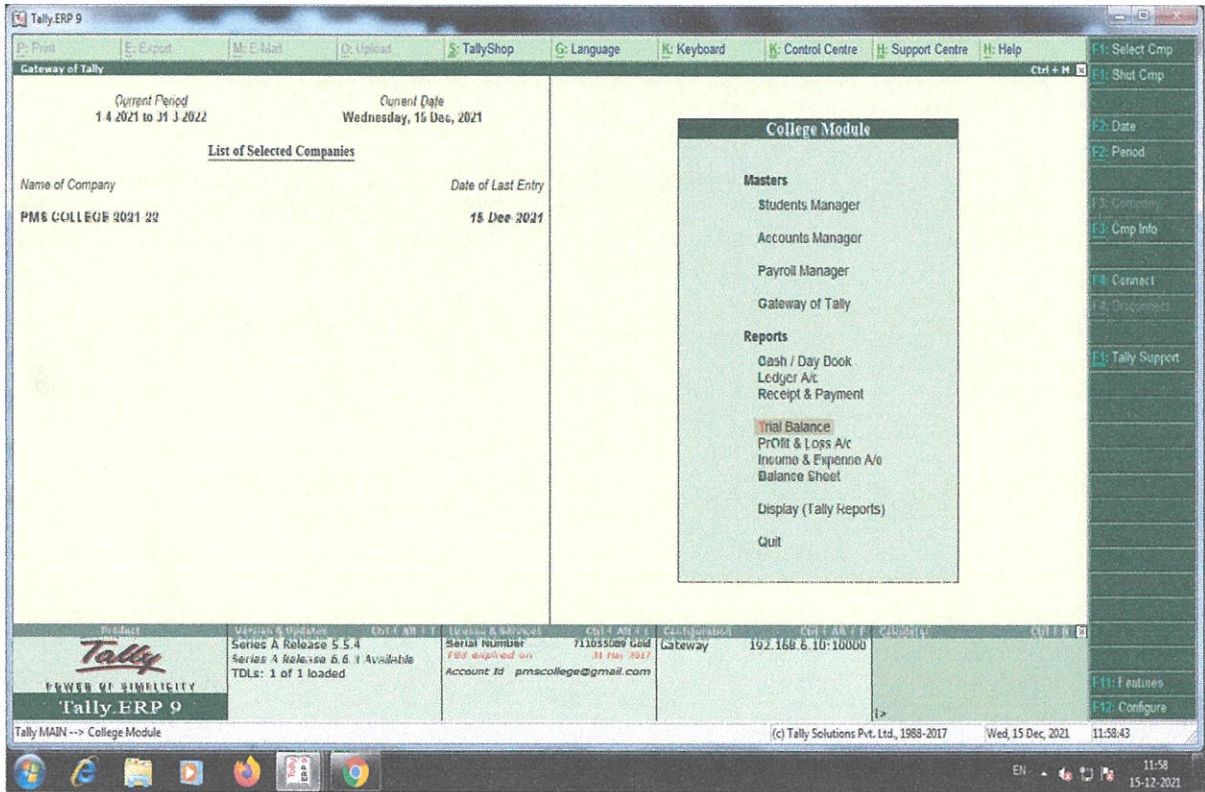 Tally.ERP 9
P: Print E: Export M: E-Mail O: Upload S: TallyShop G: Language K: Keyboard K: Control Centre H: Support Centre H: Help
Gateway of Tally Ctrl + M
Current Period Current Date
1-4-2021 to 31-3-2022 Wednesday, 15 Dec, 2021
List of Selected Companies
Name of Company Date of Last Entry
PMS COLLEGE 2021-22 15-Dec-2021
College Module
Masters
Students Manager
Accounts Manager
Payroll Manager
Gateway of Tally
Reports
Cash / Day Book
Ledger A/c
Receipt & Payment
Trial Balance
PrOfit & Loss A/c
Income & Expense A/c
Balance Sheet
Display (Tally Reports)
Quit
F1: Select Cmp
F1: Shut Cmp
F2: Date
F2: Period
F3: Company
F3: Cmp Info
F4: Connect
F4: Disconnect
F1: Tally Support
F11: Features
F12: Configure
Product
Tally
POWER OF SIMPLICITY
Tally.ERP 9
Version & Updates
Series A Release 5.5.4
Series A Release 6.6.3 Available
TDLs: 1 of 1 loaded
License & Services
Serial Number 711055089 Gold
TSS expired on 31 May 2017
Account Id pmscollege@gmail.com
Configuration
Gateway 192.168.6.10:10000
Calculator Ctrl + N
1>
Tally MAIN --> College Module (c) Tally Solutions Pvt. Ltd., 1988-2017 Wed, 15 Dec, 2021 11:58:43
EN 11:58
15-12-2021